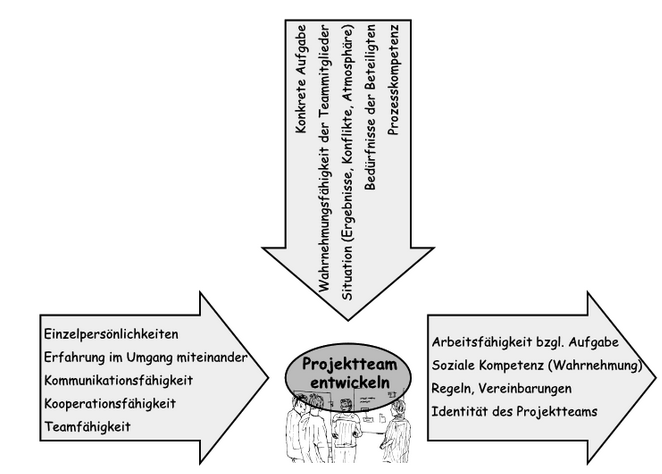 Konkrete Aufgabe
Wahrnehmungsfähigkeit der Teammitglieder
Situation (Ergebnisse, Konflikte, Atmosphäre)
Bedürfnisse der Beteiligten
Prozesskompetenz
Einzelpersönlichkeiten
Erfahrung im Umgang miteinander
Kommunikationsfähigkeit
Kooperationsfähigkeit
Teamfähigkeit
Projektteam
entwickeln
Arbeitsfähigkeit bzgl. Aufgabe
Soziale Kompetenz (Wahrnehmung)
Regeln, Vereinbarungen
Identität des Projektteams